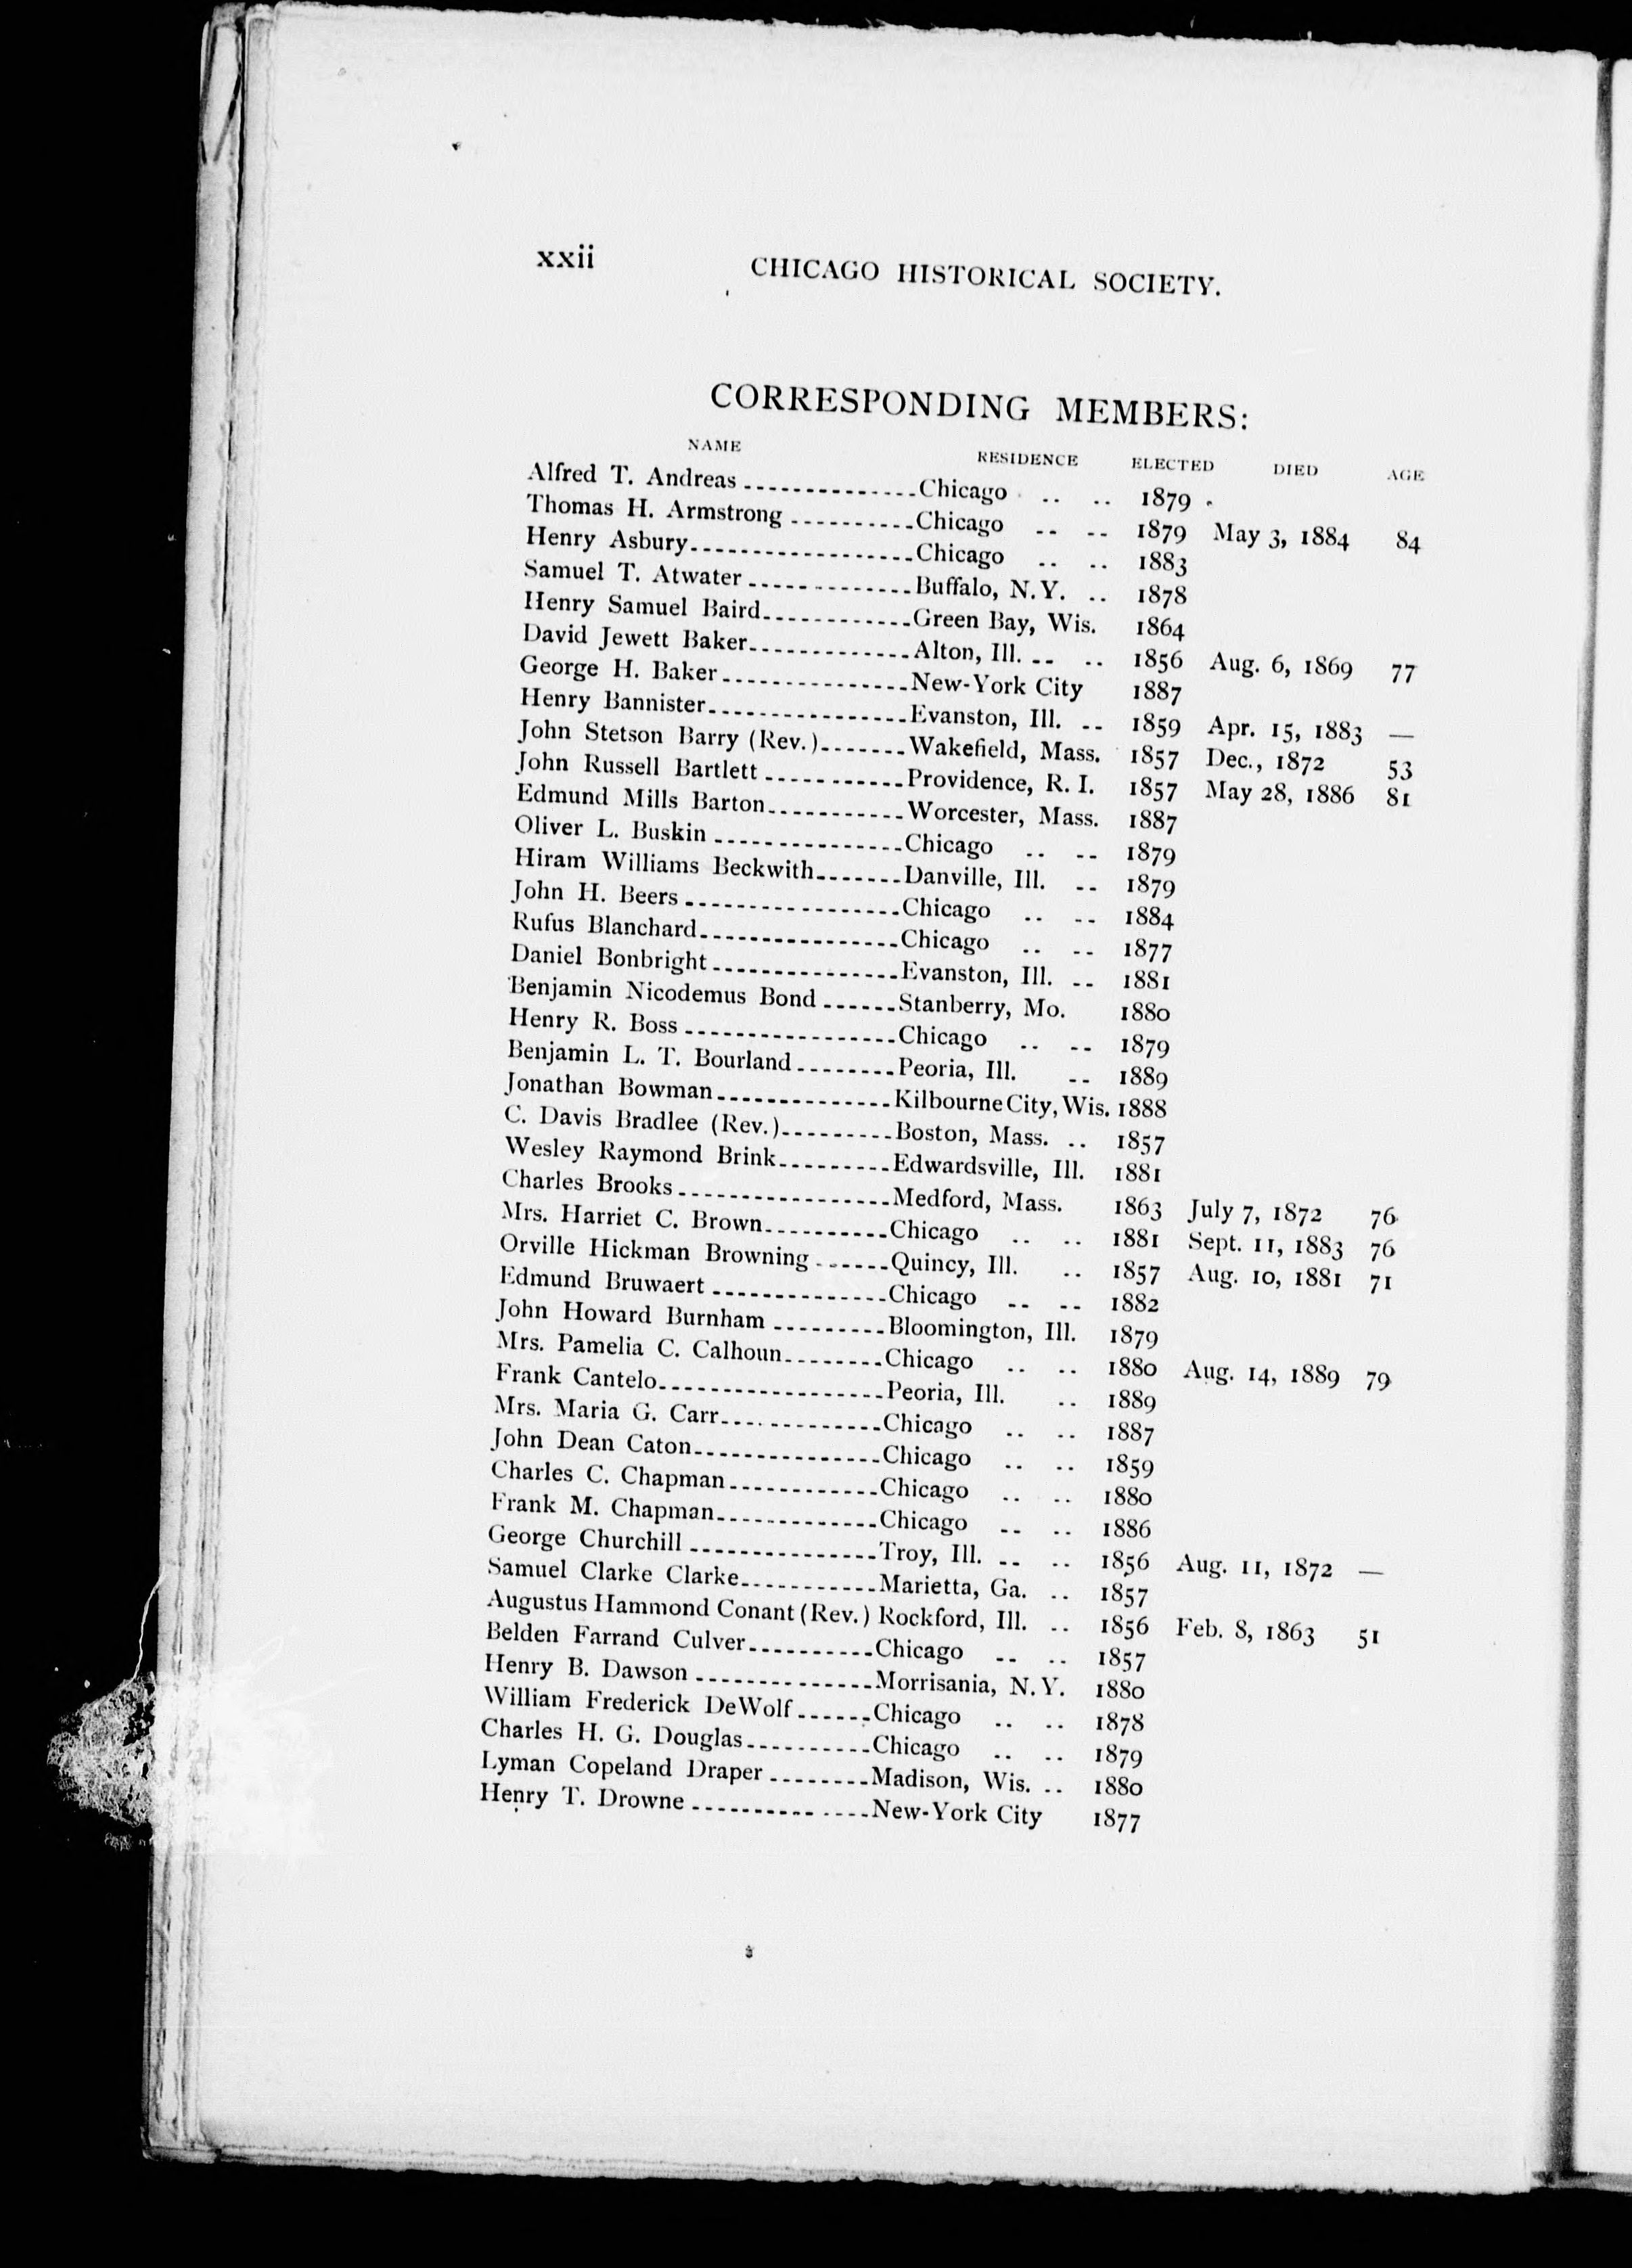 xxii CHICAGO HISTORICAL SOCIETY.
CORRESPONDING MEMBERS:
NAME RESIDENCE ELECTED DIED AGE
Alfred T. Andreas Chicago 1879
Thomas H. Armstrong Chicago 1879 May 3, 1884 84
Henry Asbury Chicago 1883
Samuel T. Atwater Buffalo, N.Y. 1878
Henry Samuel Baird Green Bay, Wis. 1864
David Jewett Baker Alton, Ill. 1856 Aug. 6, 1869 77
George H. Baker New-York City 1887
Henry Bannister Evanston, Ill. 1859 Apr. 15, 1883 —
John Stetson Barry (Rev.) Wakefield, Mass. 1857 Dec., 1872 53
John Russell Bartlett Providence, R. I. 1857 May 28, 1886 81
Edmund Mills Barton Worcester, Mass. 1887
Oliver L. Buskin Chicago 1879
Hiram Williams Beckwith Danville, Ill. 1879
John H. Beers Chicago 1884
Rufus Blanchard Chicago 1877
Daniel Bonbright Evanston, Ill. 1881
Benjamin Nicodemus Bond Stanberry, Mo. 1880
Henry R. Boss Chicago 1879
Benjamin L. T. Bourland Peoria, Ill. 1889
Jonathan Bowman Kilbourne City, Wis. 1888
C. Davis Bradlee (Rev.) Boston, Mass. 1857
Wesley Raymond Brink Edwardsville, Ill. 1881
Charles Brooks Medford, Mass. 1863 July 7, 1872 76
Mrs. Harriet C. Brown Chicago 1881 Sept. 11, 1883 76
Orville Hickman Browning Quincy, Ill. 1857 Aug. 10, 1881 71
Edmund Bruwaert Chicago 1882
John Howard Burnham Bloomington, Ill. 1879
Mrs. Pamelia C. Calhoun Chicago 1880 Aug. 14, 1889 79
Frank Cantelo Peoria, Ill. 1889
Mrs. Maria G. Carr Chicago 1887
John Dean Caton Chicago 1859
Charles C. Chapman Chicago 1880
Frank M. Chapman Chicago 1886
George Churchill Troy, Ill. 1856 Aug. 11, 1872 —
Samuel Clarke Clarke Marietta, Ga. 1857
Augustus Hammond Conant (Rev.) Rockford, Ill. 1856 Feb. 8, 1863 51
Belden Farrand Culver Chicago 1857
Henry B. Dawson Morrisania, N.Y. 1880
William Frederick DeWolf Chicago 1878
Charles H. G. Douglas Chicago 1879
Lyman Copeland Draper Madison, Wis. 1880
Henry T. Drowne New-York City 1877